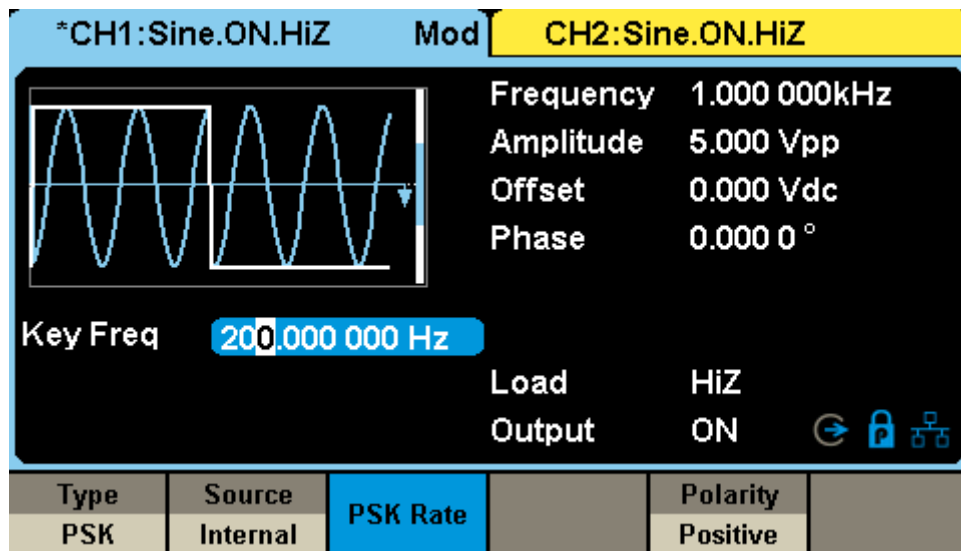 *CH1:Sine.ON.HiZ Mod CH2:Sine.ON.HiZ
Frequency 1.000 000kHz
Amplitude 5.000 Vpp
Offset 0.000 Vdc
Phase 0.000 0 °
Key Freq 200.000 000 Hz
Load HiZ
Output ON P
Type Source PSK Rate Polarity
PSK Internal Positive